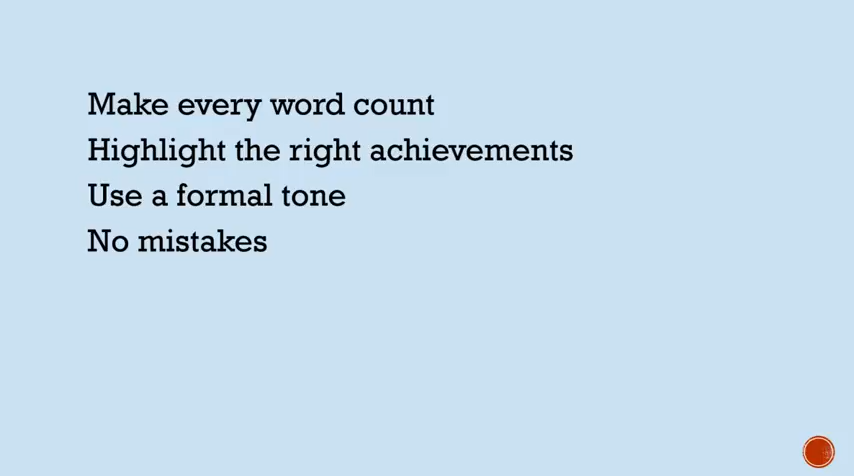 Make every word count
Highlight the right achievements
Use a formal tone
No mistakes